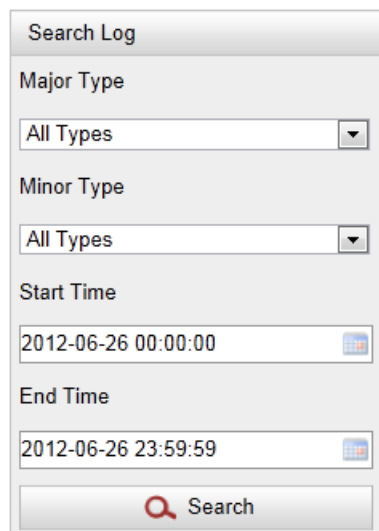 Search Log
Major Type
All Types
Minor Type
All Types
Start Time
2012-06-26 00:00:00
End Time
2012-06-26 23:59:59
Search